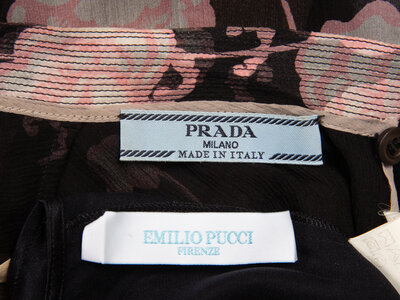 PRADA
MILANO
MADE IN ITALY
EMILIO PUCCI
FIRENZE